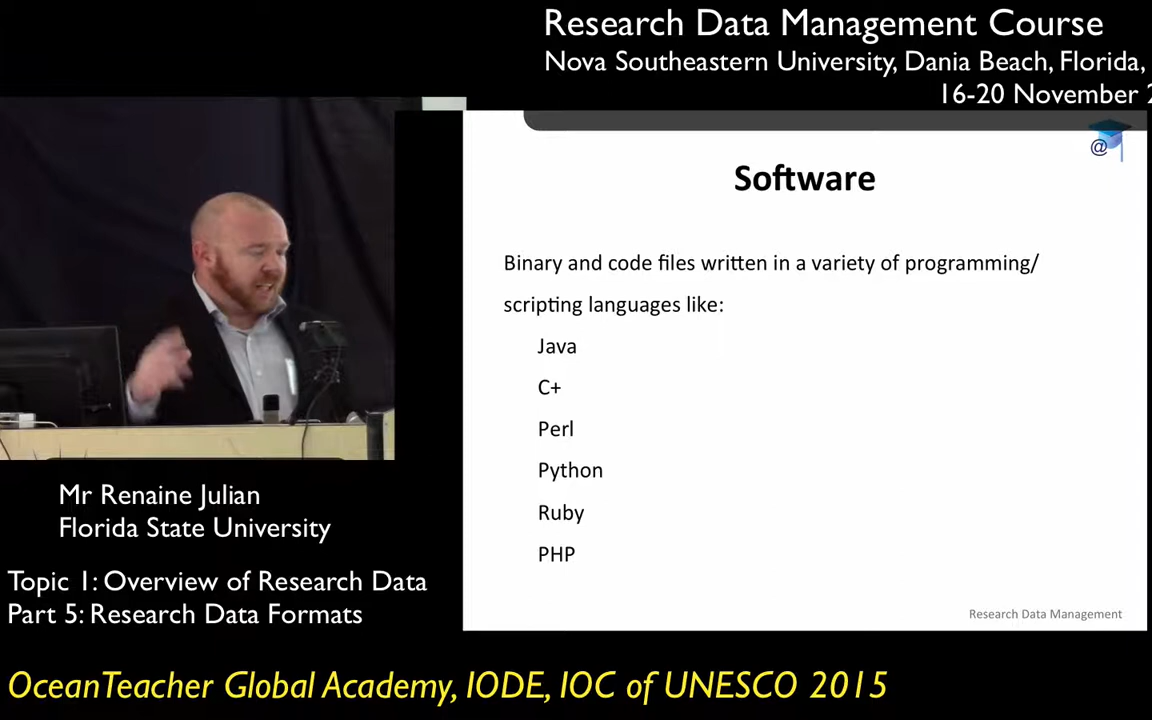 Research Data Management Course
Nova Southeastern University, Dania Beach, Florida,
16-20 November
@
Software
Binary and code files written in a variety of programming/
scripting languages like:
Java
C+
Perl
Python
Ruby
PHP
Research Data Management
Mr Renaine Julian
Florida State University
Topic 1: Overview of Research Data
Part 5: Research Data Formats
OceanTeacher Global Academy, IODE, IOC of UNESCO 2015